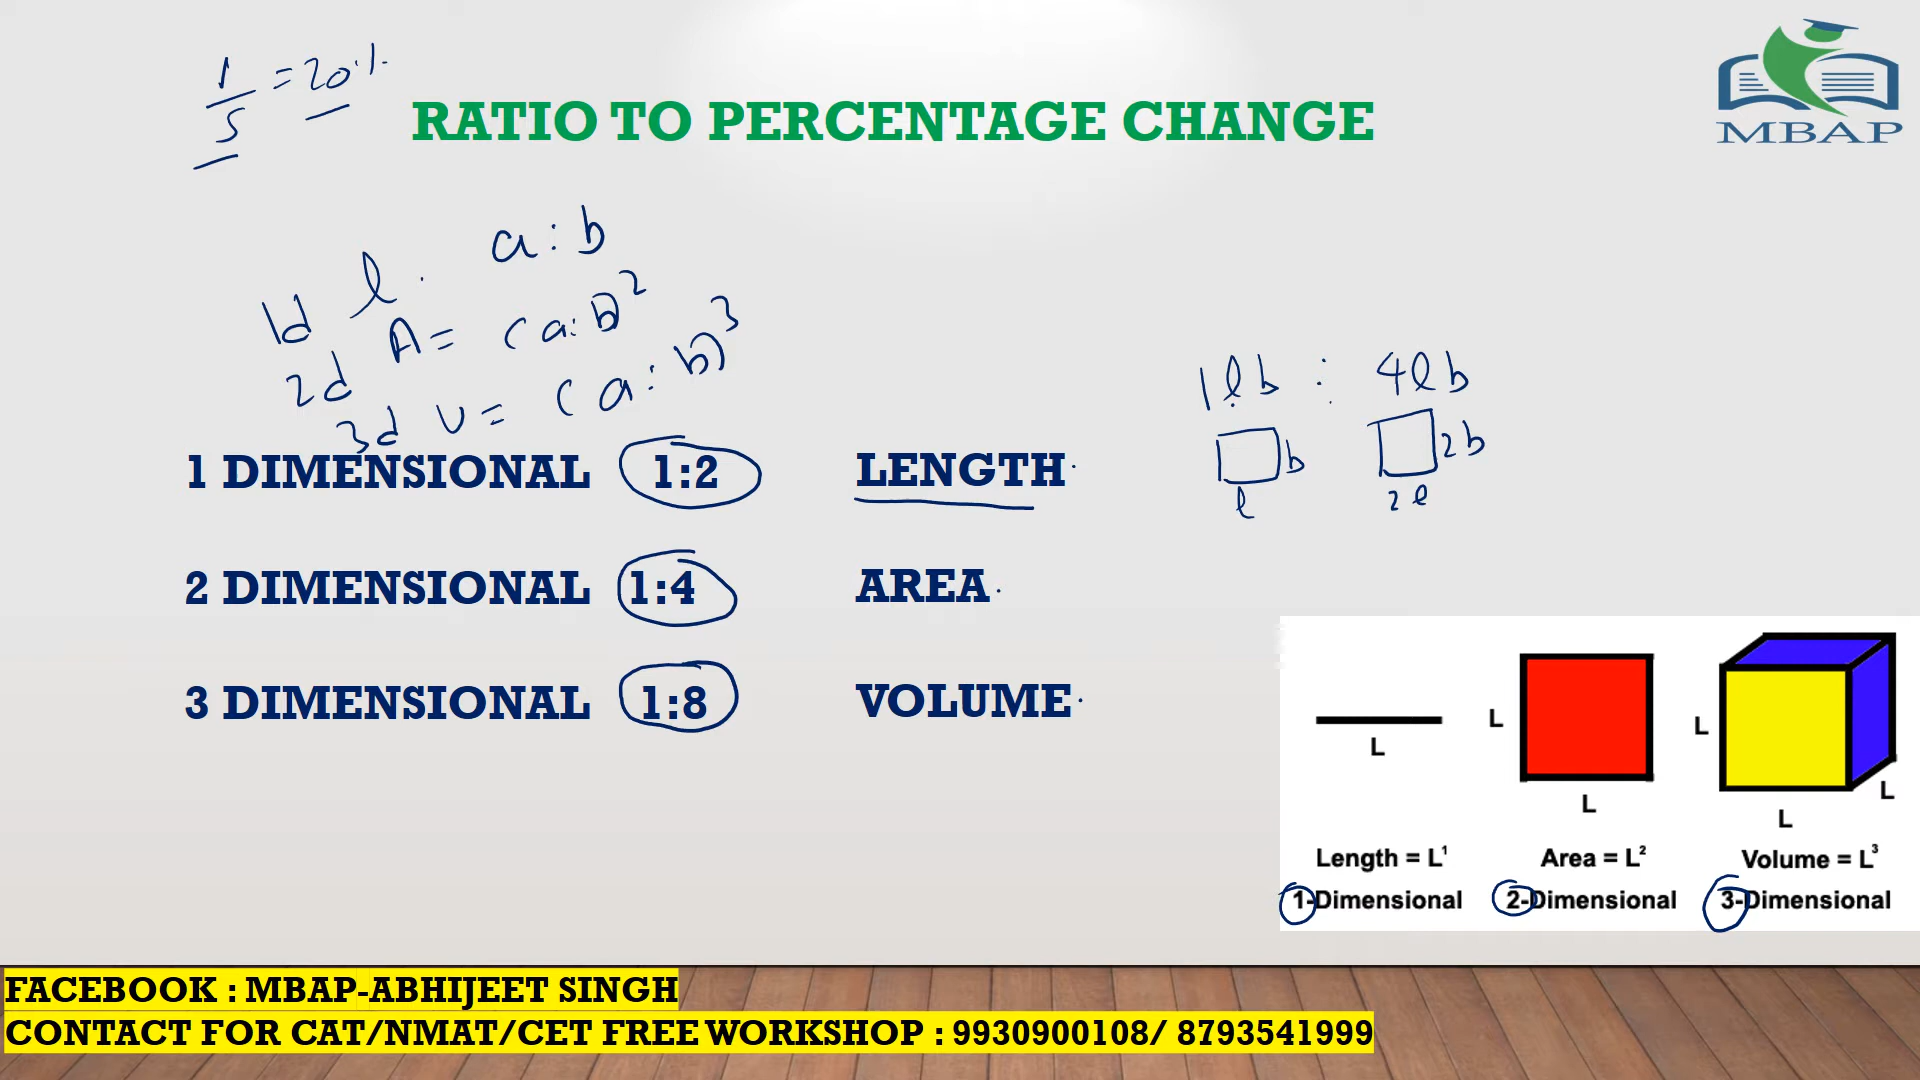 1/5 = 20%
RATIO TO PERCENTAGE CHANGE
MBAP
1d l. a:b
2d A= (a:b)²
3d v= (a:b)³
1lb : 4lb
b 2b
l 2l
1 DIMENSIONAL 1:2 LENGTH
2 DIMENSIONAL 1:4 AREA
3 DIMENSIONAL 1:8 VOLUME
L L L L L
L L
Length = L¹ Area = L² Volume = L³
1-Dimensional 2-Dimensional 3-Dimensional
FACEBOOK : MBAP-ABHIJEET SINGH
CONTACT FOR CAT/NMAT/CET FREE WORKSHOP : 9930900108/ 8793541999